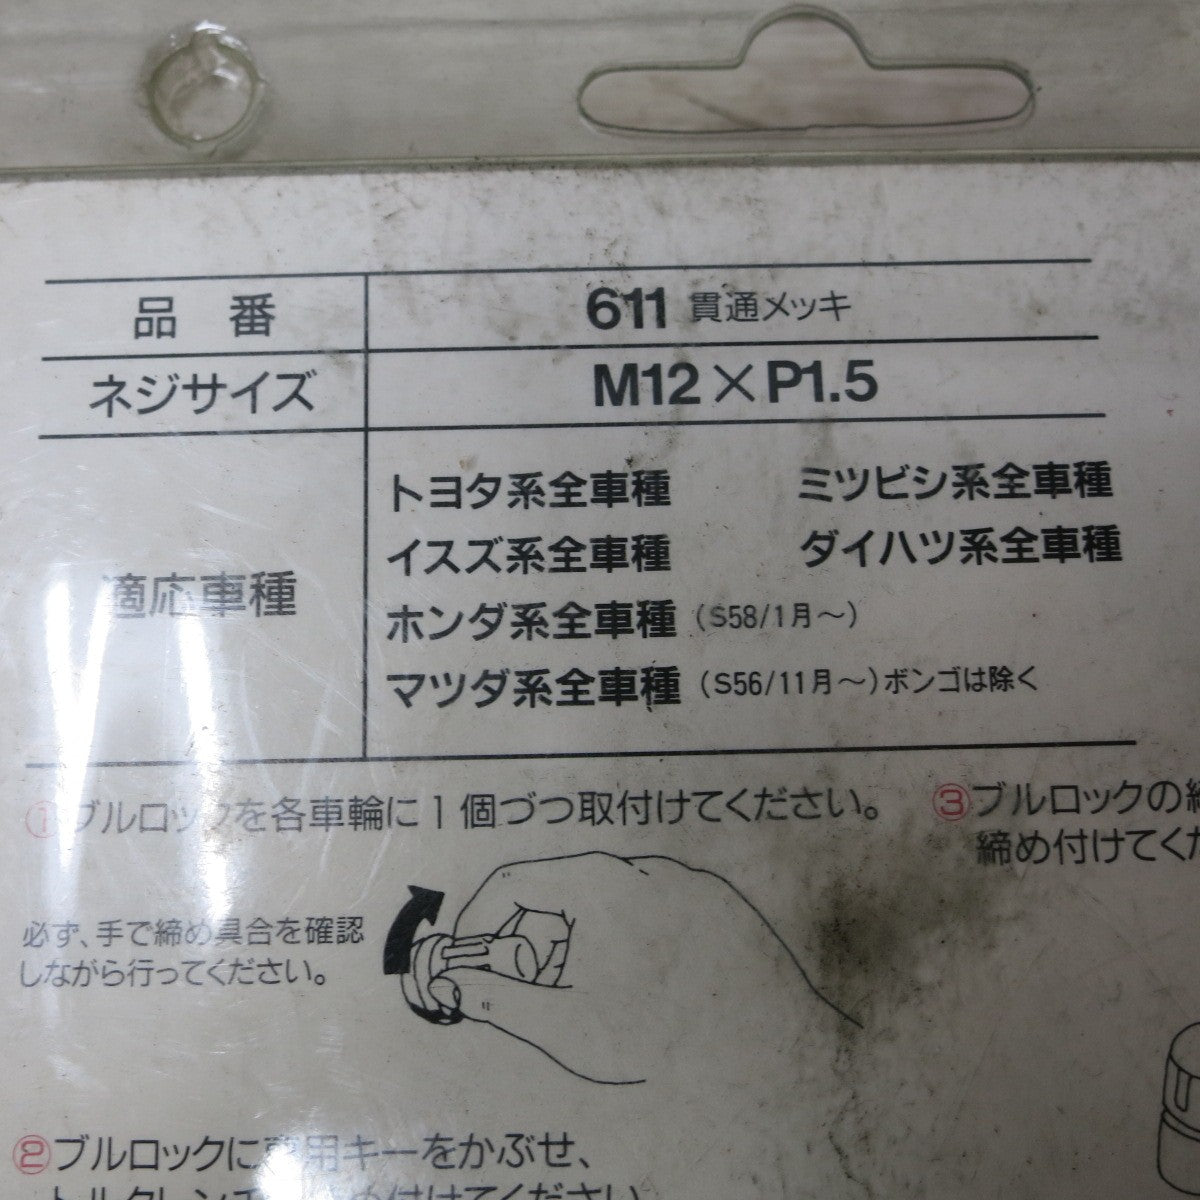 品 番 611 貫通メッキ
ネジサイズ M12×P1.5
適応車種
トヨタ系全車種 ミツビシ系全車種
イスズ系全車種 ダイハツ系全車種
ホンダ系全車種 (S58/1月〜)
マツダ系全車種 (S56/11月〜)ボンゴは除く
①ブルロックを各車輪に1個づつ取付けてください。
必ず、手で締め具合を確認
しながら行ってください。
②ブルロックに専用キーをかぶせ、
③ブルロックの
締め付けてく